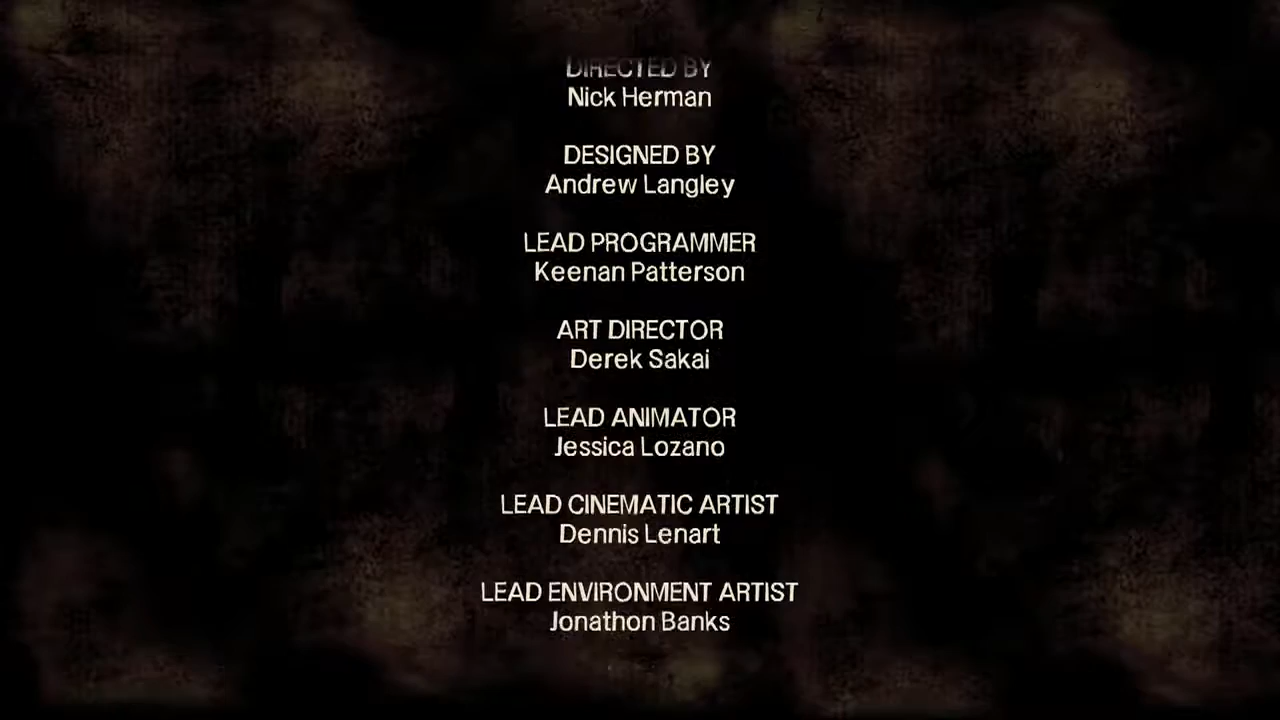 DIRECTED BY
Nick Herman
DESIGNED BY
Andrew Langley
LEAD PROGRAMMER
Keenan Patterson
ART DIRECTOR
Derek Sakai
LEAD ANIMATOR
Jessica Lozano
LEAD CINEMATIC ARTIST
Dennis Lenart
LEAD ENVIRONMENT ARTIST
Jonathon Banks